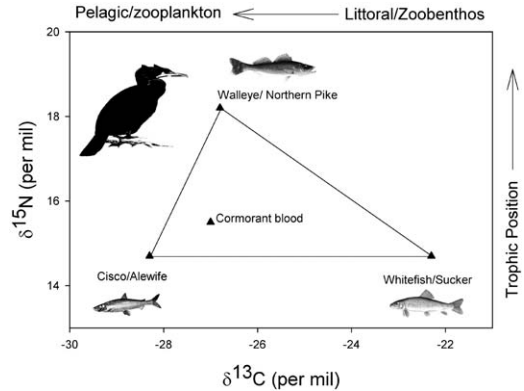 Pelagic/zooplankton Littoral/Zoobenthos
20
Walleye/ Northern Pike
18
δ15N (per mil)
Trophic Position
16
Cormorant blood
Cisco/Alewife
Whitefish/Sucker
14
-30 -28 -26 -24 -22
δ13C (per mil)